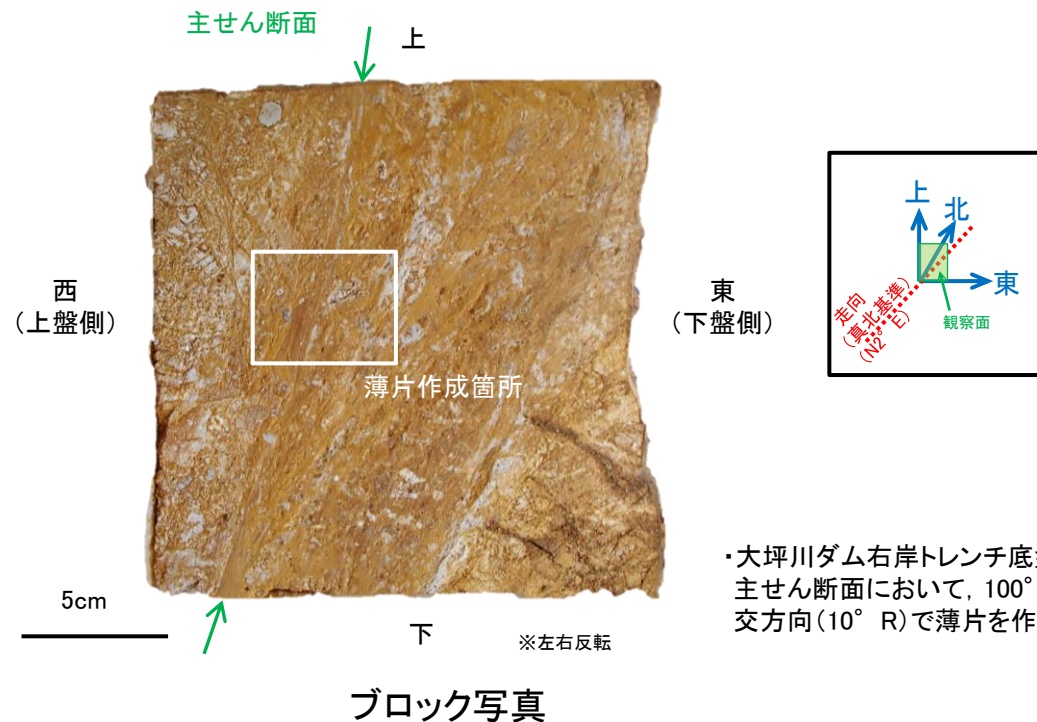 主せん断面
上
西
(上盤側)
東
(下盤側)
薄片作成箇所
5cm
下
※左右反転
ブロック写真
上
北
東
観察面
走向
(真北基準)
(N2° E)
・大坪川ダム右岸トレンチ底
主せん断面において，100°
交方向(10° R)で薄片を作